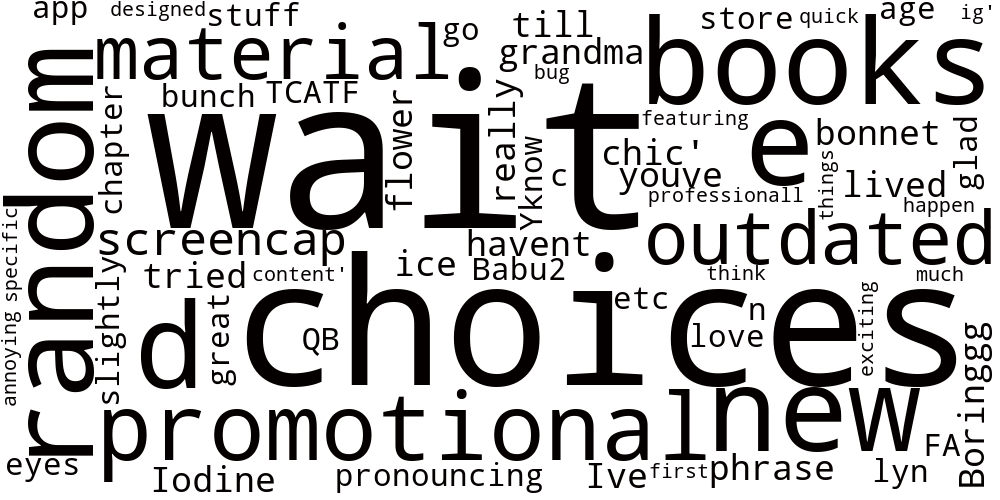 app
designed
stuff
go
till
store
quick
age
ig'
material
grandma
books
bug
random
bunch
TCATF
wait
flower
really
featuring
e
bonnet
glad
chapter
Yknow
chic'
c
youve
things
lived
professionall
happen
specific
screencap
havent
outdated
tried
content'
ice
Babu2
think
much
slightly
d
great
choices
etc
n
love
exciting
QB
annoying
promotional
new
Boringgg
FA
eyes
Iodine
pronouncing
Ive
first
phrase
lyn